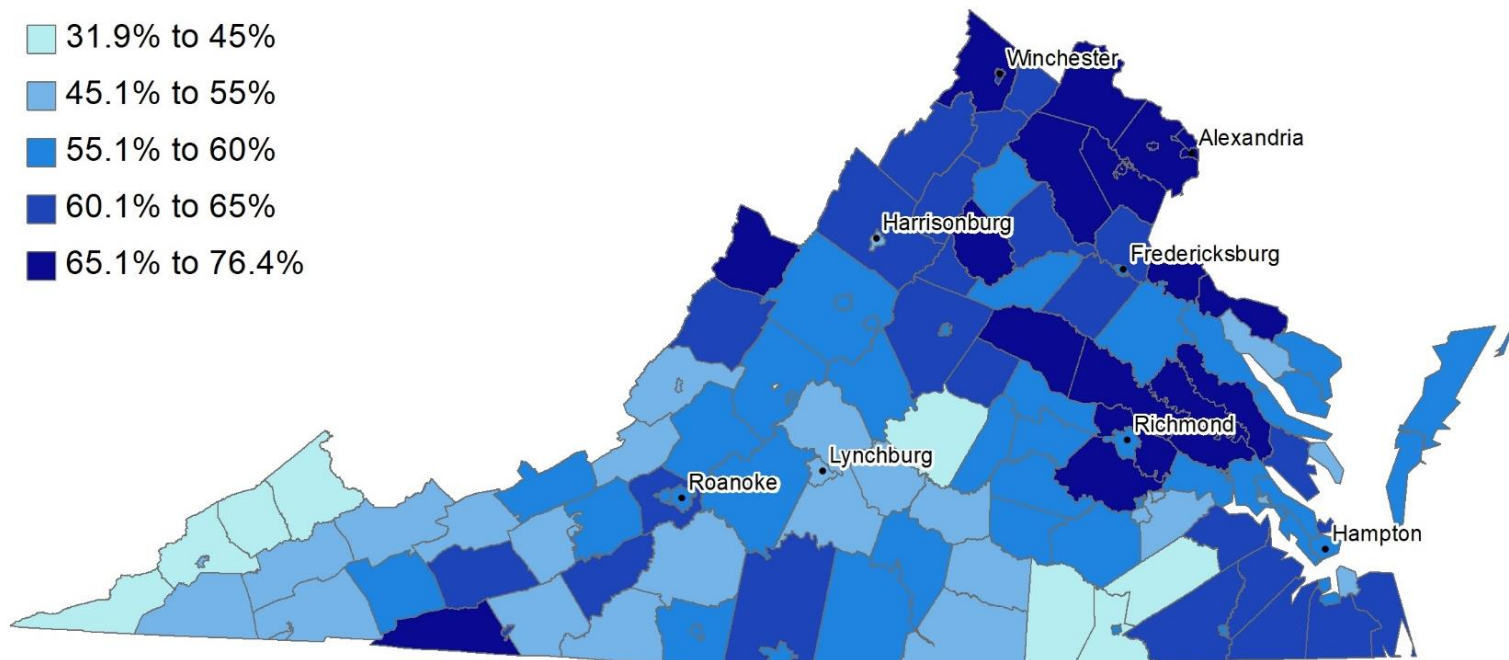 31.9% to 45%
45.1% to 55%
55.1% to 60%
60.1% to 65%
65.1% to 76.4%
Winchester
Alexandria
Harrisonburg
Fredericksburg
Richmond
Lynchburg
Roanoke
Hampton